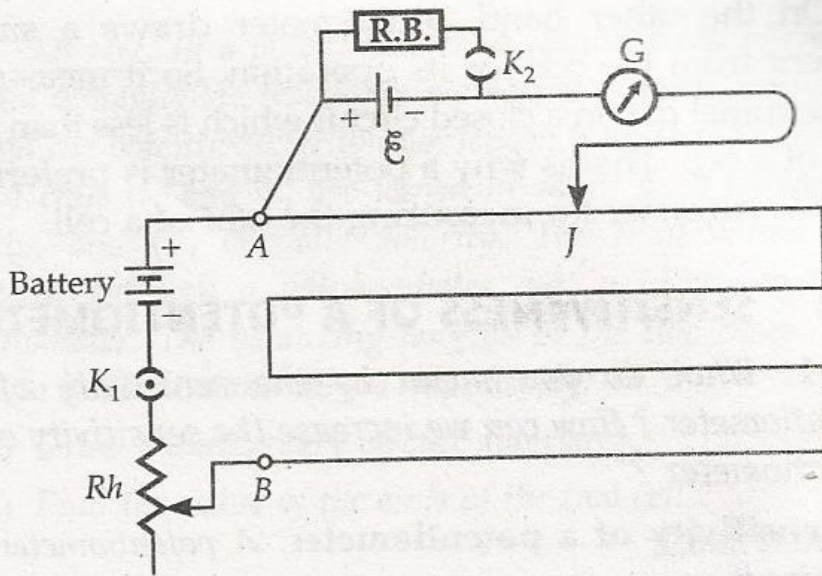 R.B.
K₂
G
+
ℰ
+
A
J
Battery
K₁
Rh
B